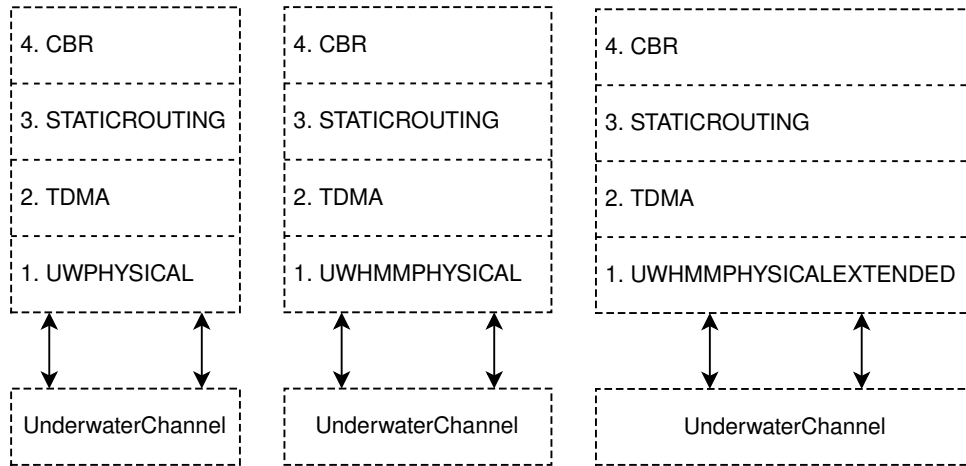 4. CBR
3. STATICROUTING
2. TDMA
1. UWPHYSICAL
UnderwaterChannel
4. CBR
3. STATICROUTING
2. TDMA
1. UWHMMPHYSICAL
UnderwaterChannel
4. CBR
3. STATICROUTING
2. TDMA
1. UWHMMPHYSICALEXTENDED
UnderwaterChannel